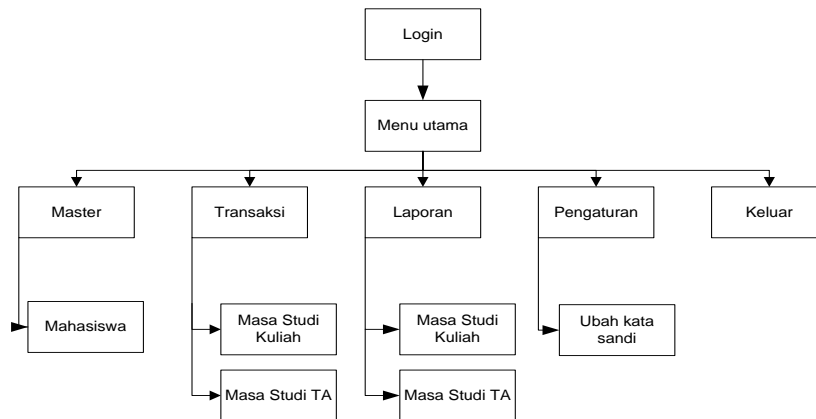 Login
Menu utama
Master
Transaksi
Laporan
Pengaturan
Keluar
Mahasiswa
Masa Studi
Kuliah
Masa Studi
Kuliah
Ubah kata
sandi
Masa Studi TA
Masa Studi TA